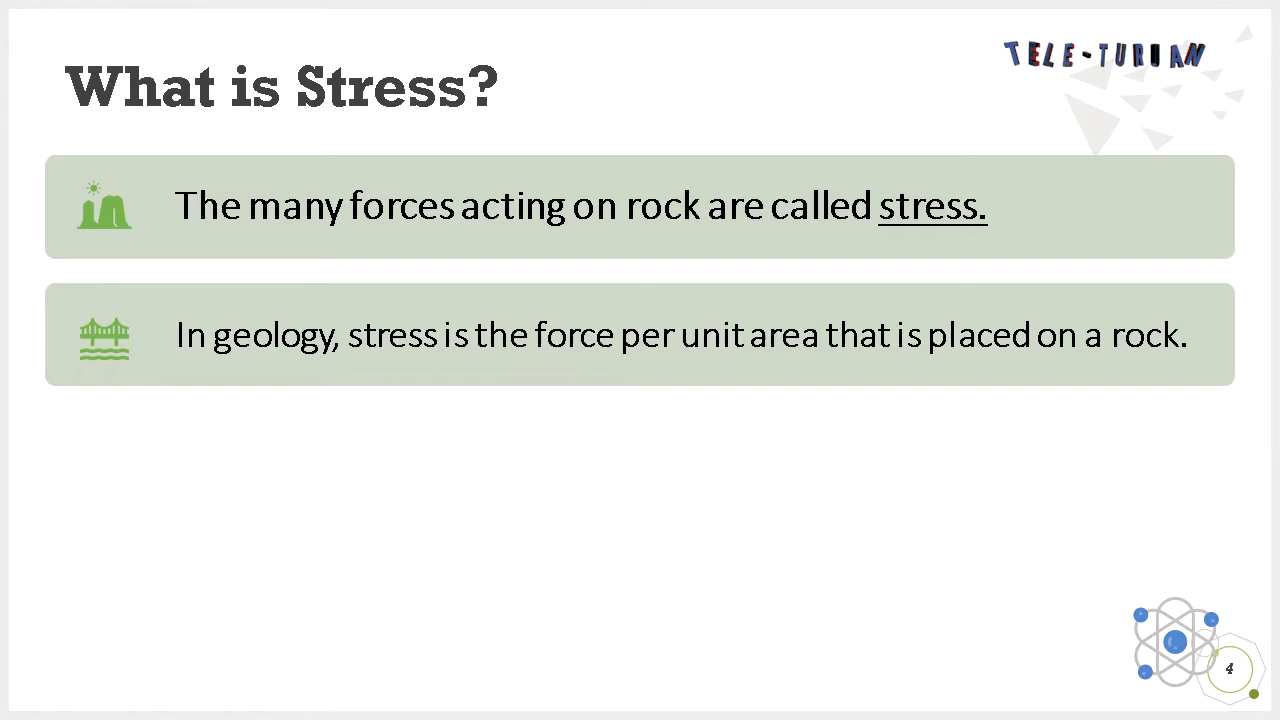 TELE-TURUAN
What is Stress?
The many forces acting on rock are called stress.
In geology, stress is the force per unit area that is placed on a rock.
4